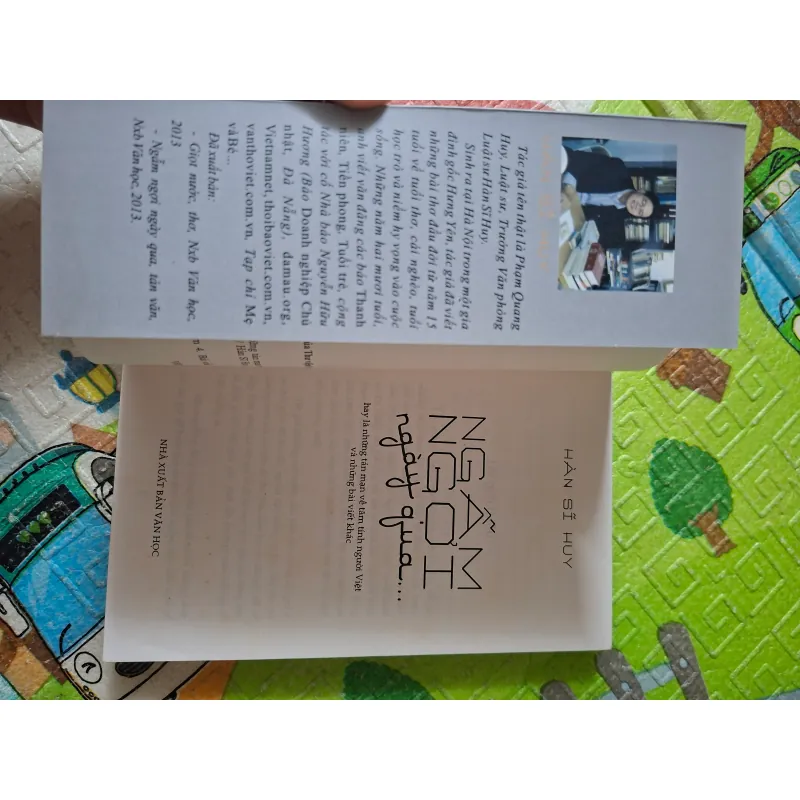 Tác giả tên thật là Phạm Quang
Huy, Luật sư, Trưởng Văn phòng
Luật sư Hàn Sĩ Huy.
Sinh ra tại Hà Nội trong một gia
đình gốc Hưng Yên, tác giả đã viết
những bài thơ đầu đời từ năm 15
tuổi về tuổi thơ, cái nghèo, tuổi
học trò và niềm hy vọng vào cuộc
sống. Những năm hai mươi tuổi,
anh viết văn đăng các báo Thanh
niên, Tiền phong, Tuổi trẻ, cộng
tác với cố Nhà báo Nguyễn Hữu
Hương (Báo Doanh nghiệp Chủ
nhật, Đà Nẵng), damau.org,
Vietnamnet, thoibaoviet.com.vn,
vanthoviet.com.vn, Tạp chí Mẹ
và Bé...
Đã xuất bản:
- Giọt nước, thơ, Nxb Văn học,
2013
- Ngẫm ngợi ngày qua, tản văn,
Nxb Văn học, 2013.
HÀN SĨ HUY
NGẪM
NGỢI
ngày qua...
hay là những tản mạn về tâm tính người Việt
và những bài viết khác
NHÀ XUẤT BẢN VĂN HỌC